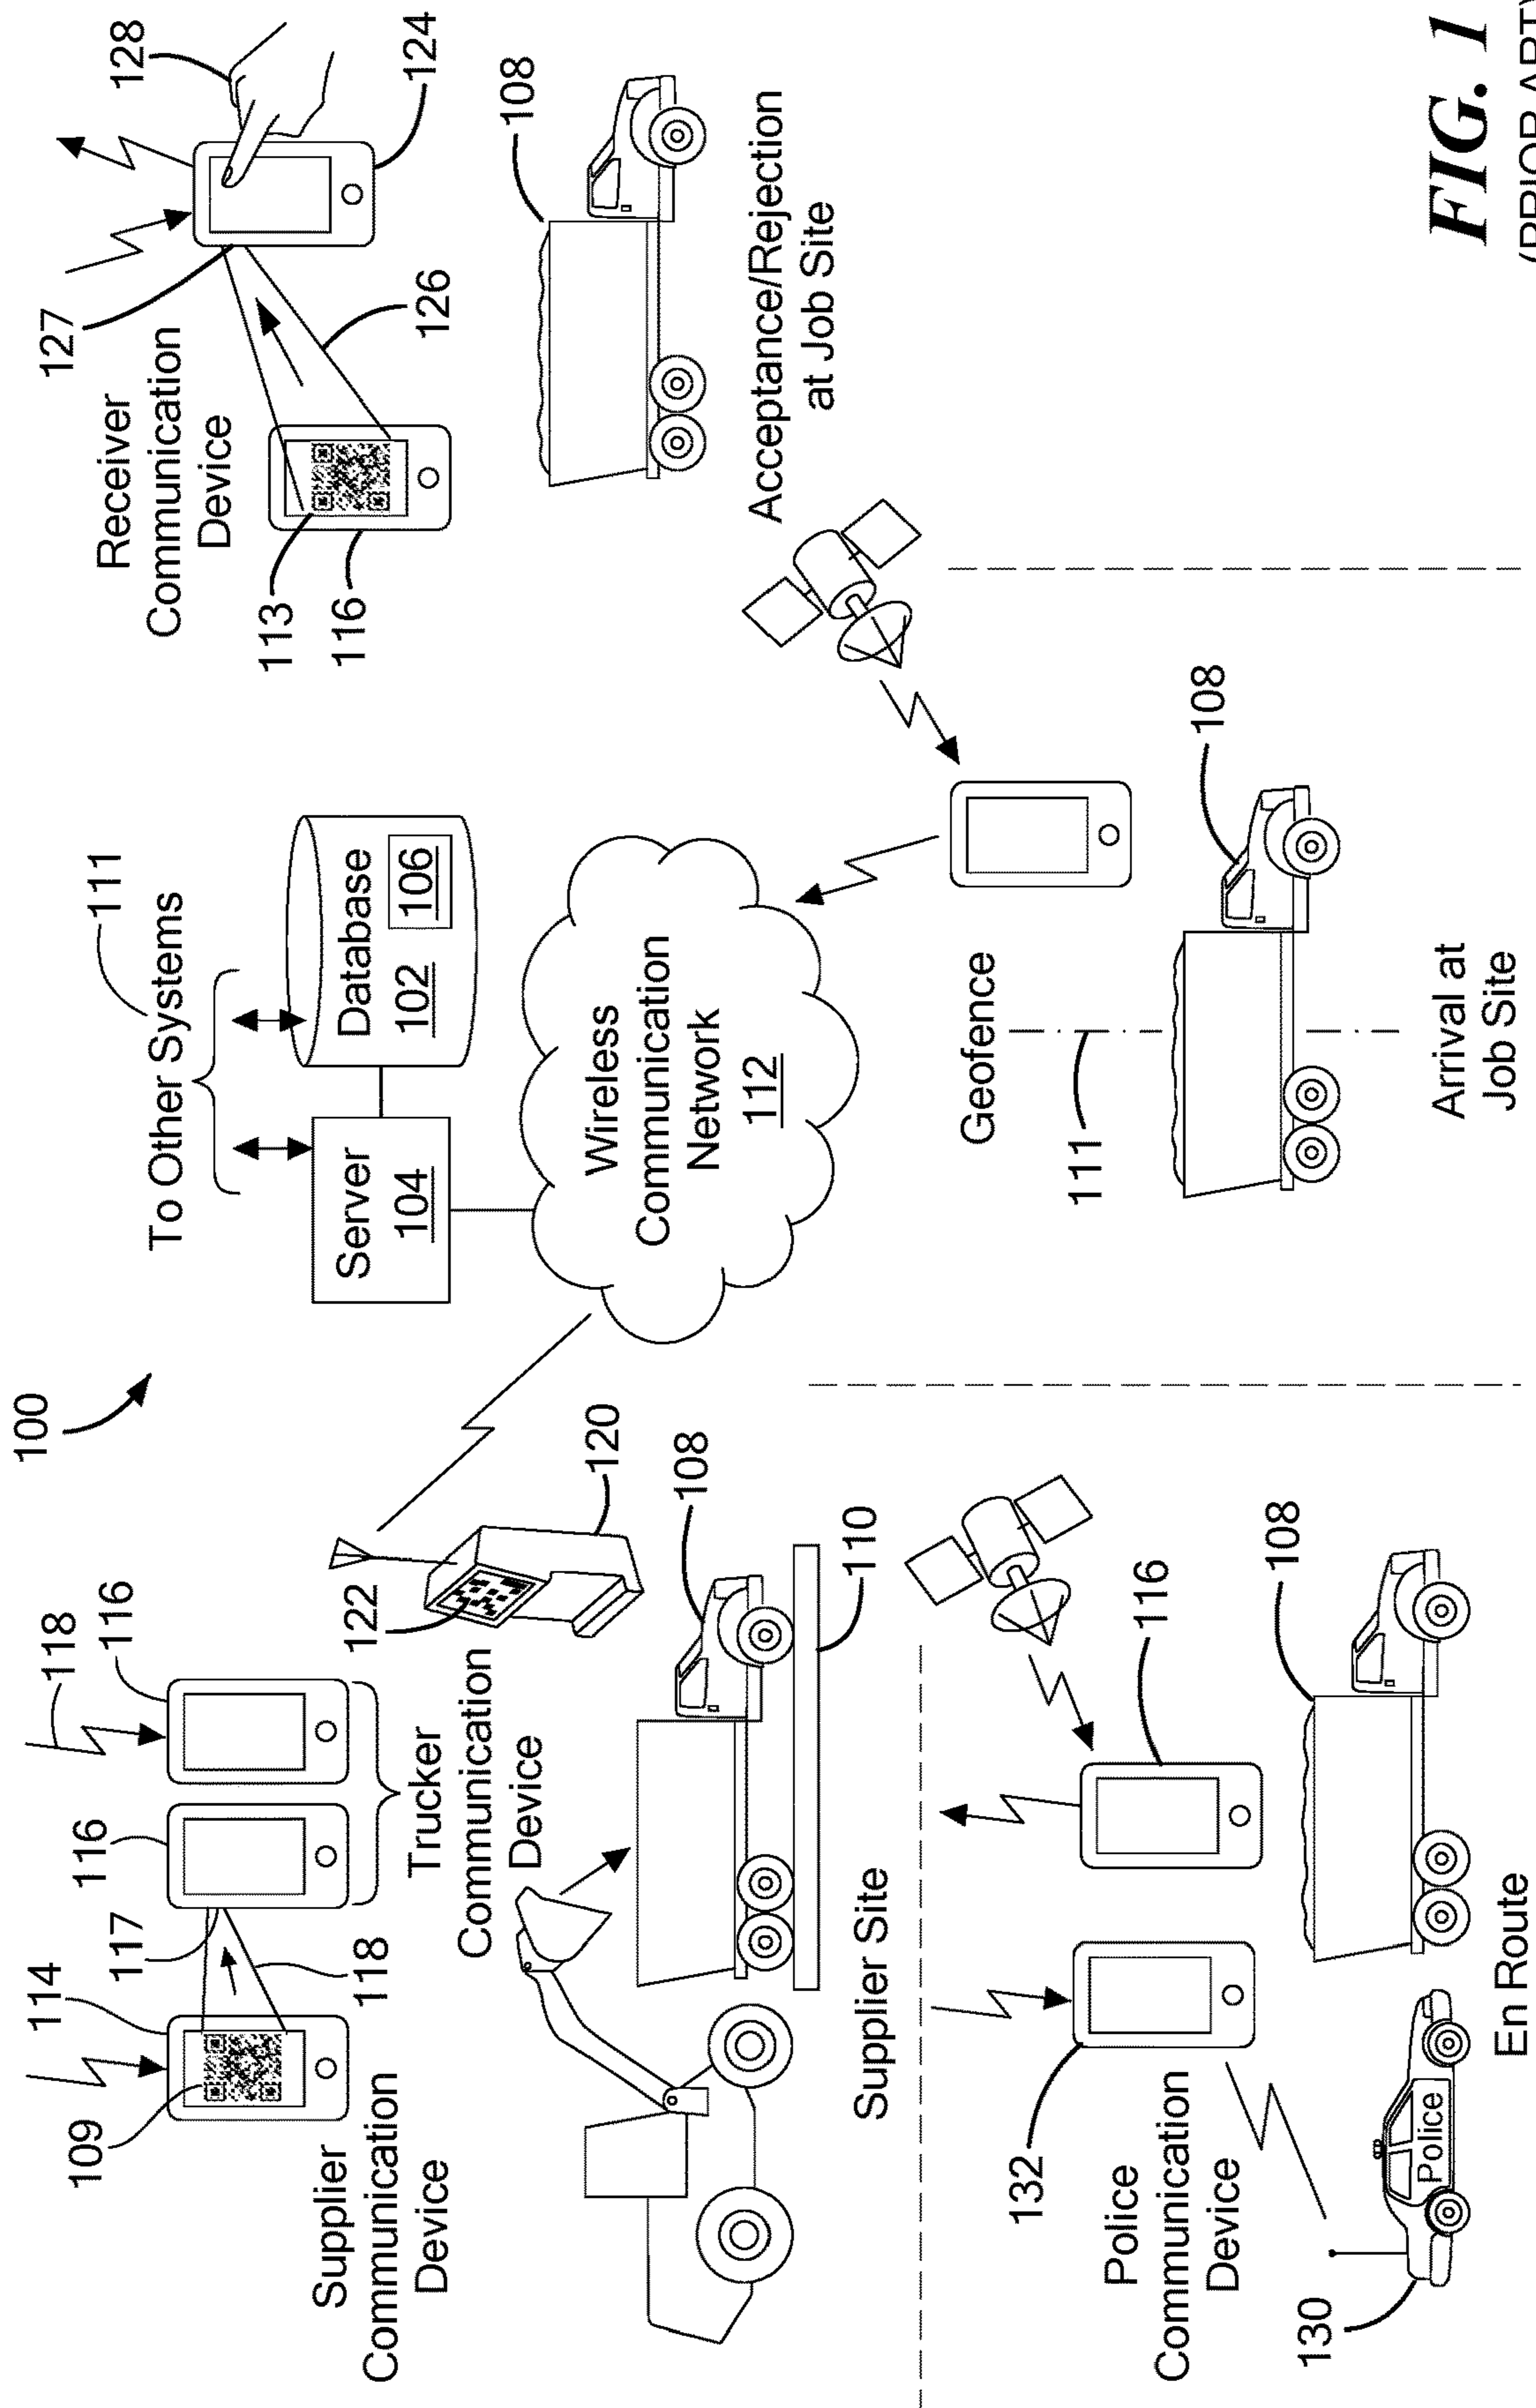 100
To Other Systems
111
Server
104
Database
102
106
Wireless
Communication
Network
112
118
116
116
117
114
109
118
Supplier
Communication
Device
Trucker
Communication
Device
122
120
108
110
Supplier Site
127
128
124
126
113
116
Receiver
Communication
Device
108
Acceptance/Rejection
at Job Site
132
Police
Communication
Device
116
108
130
Police
En Route
Geofence
111
108
Arrival at
Job Site
FIG. 1
(PRIOR ART)